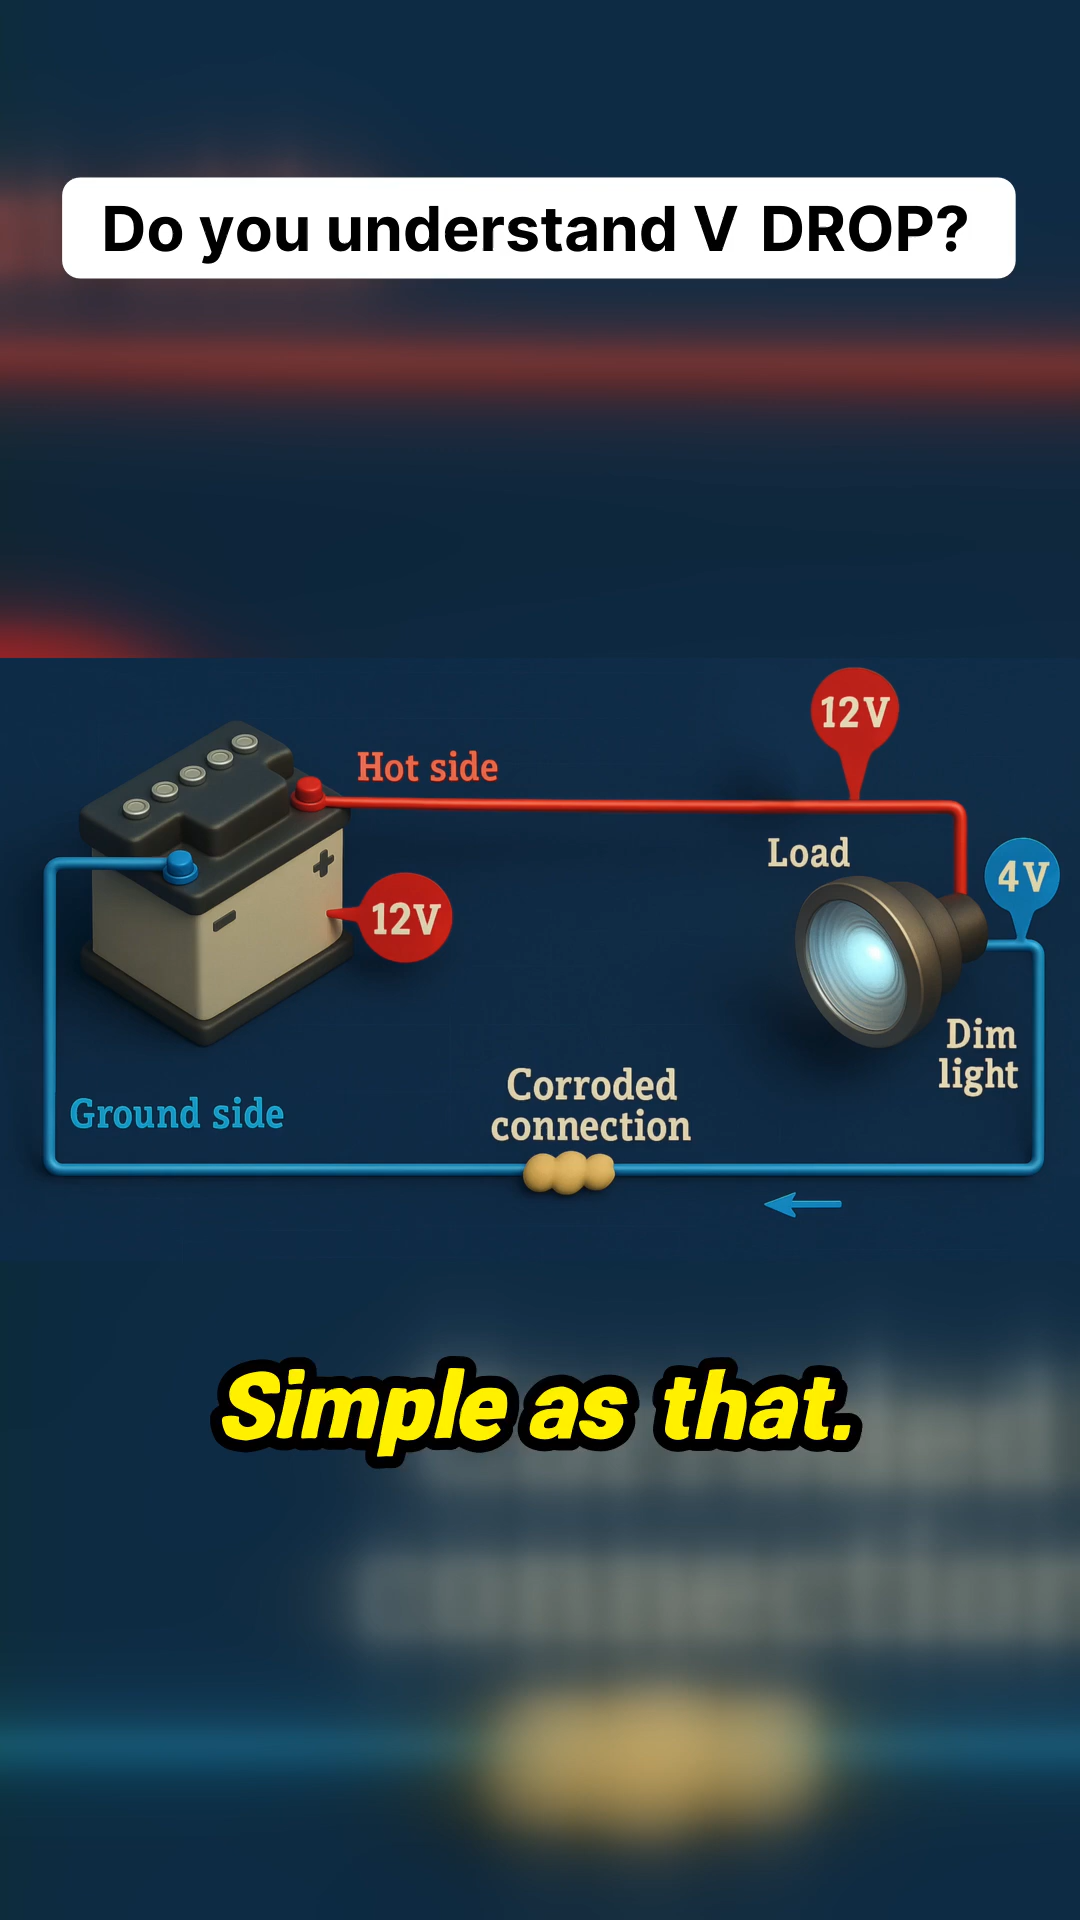 Do you understand V DROP?
12V
Hot side
Load
4V
12V
Dim
light
Corroded
connection
Ground side
Simple as that.